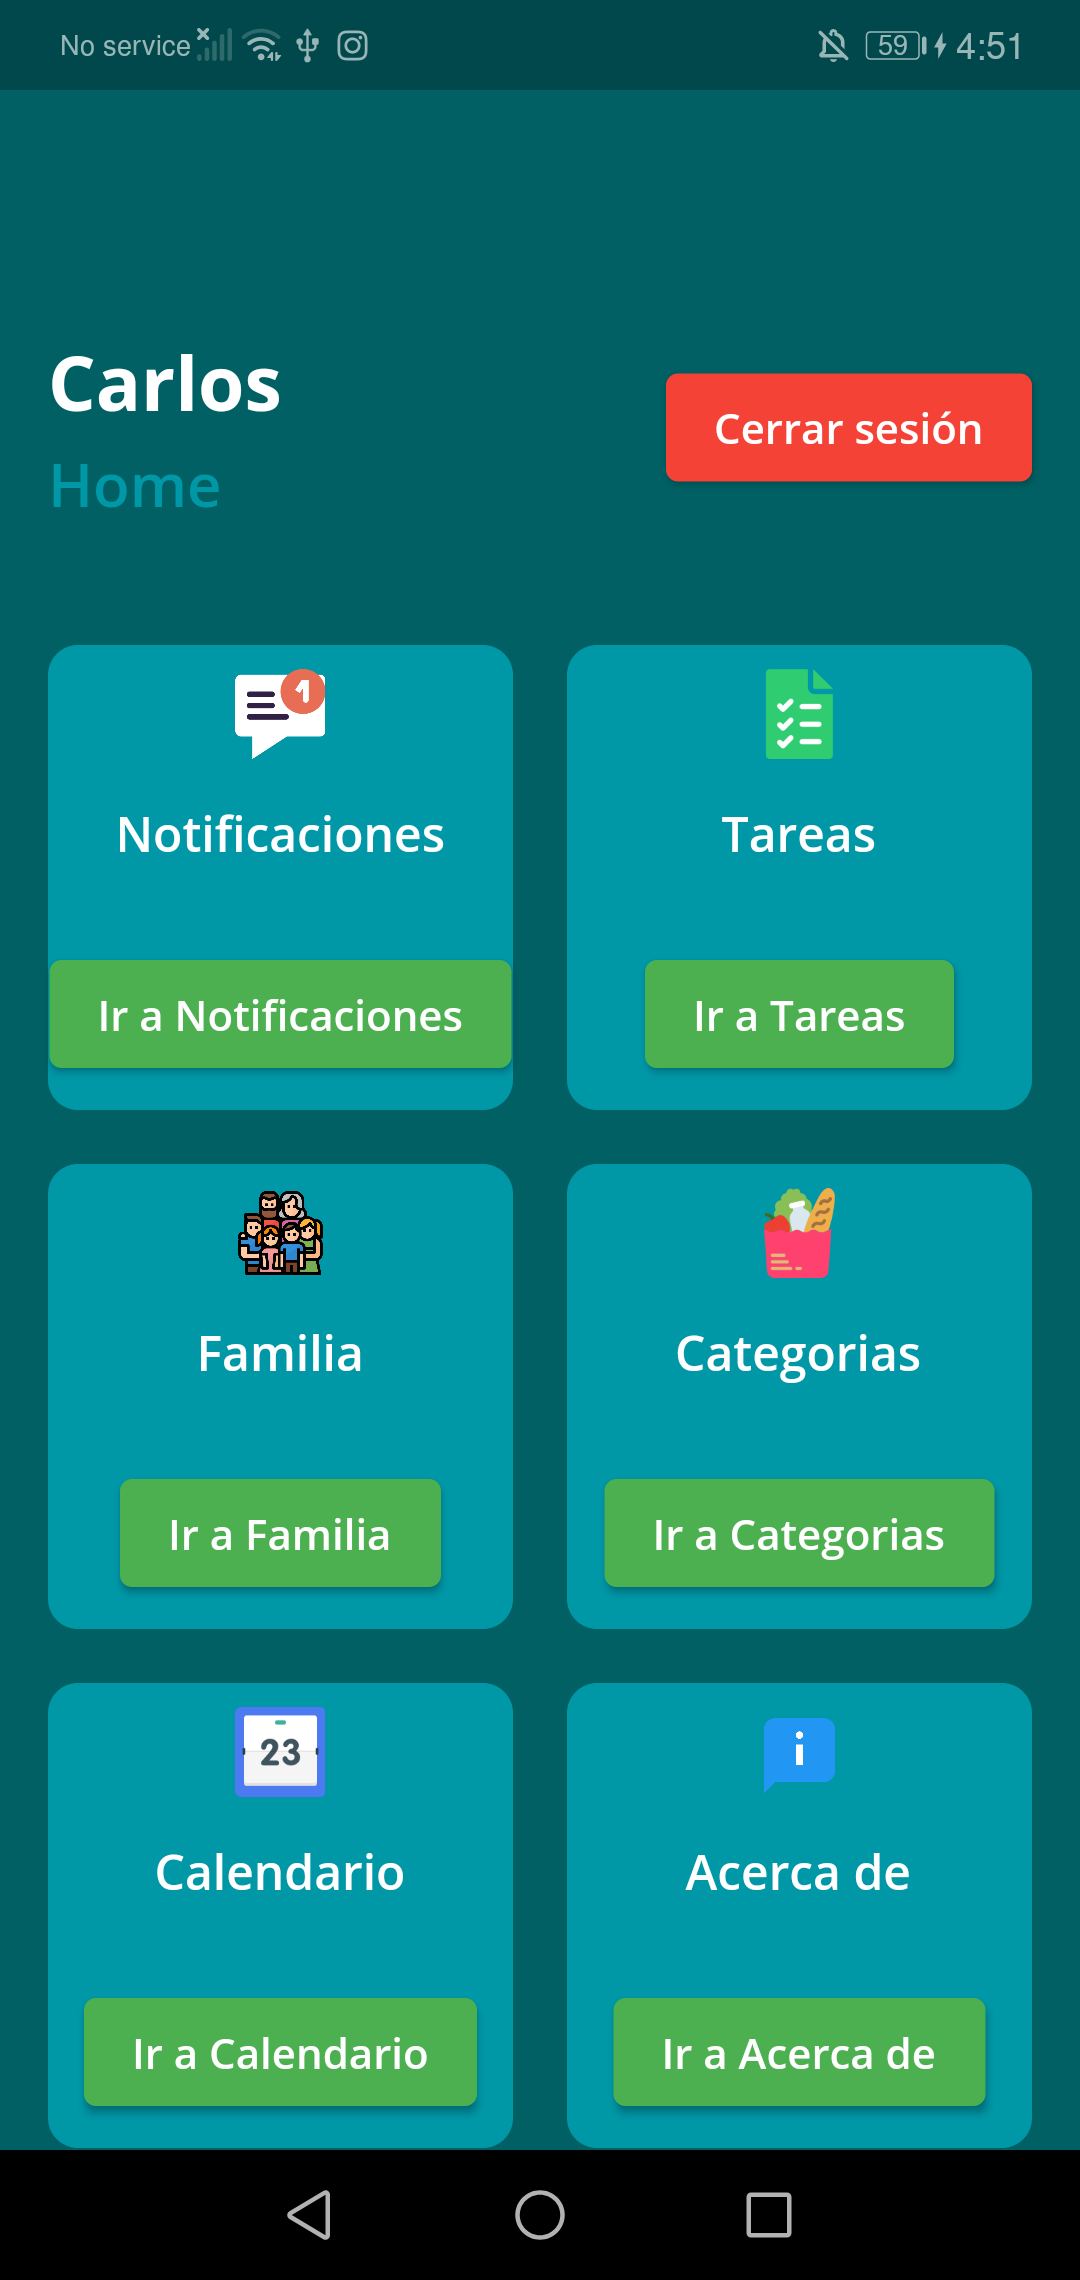 No service 59 4:51
Carlos
Cerrar sesión
Home
1
Notificaciones
Tareas
Ir a Notificaciones
Ir a Tareas
Familia
Categorias
Ir a Familia
Ir a Categorias
23
i
Calendario
Acerca de
Ir a Calendario
Ir a Acerca de